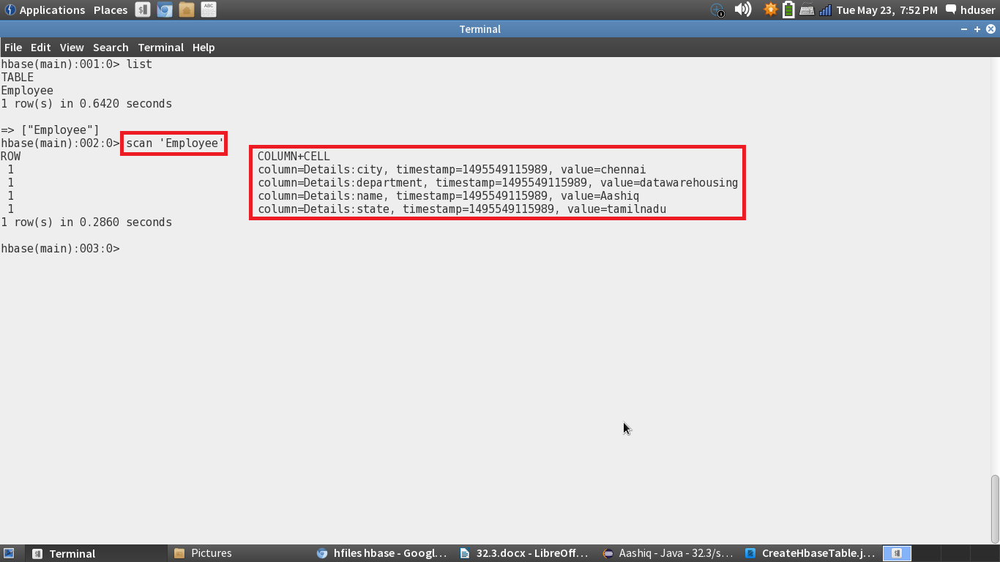 Applications Places Tue May 23, 7:52 PM hduser
Terminal
File Edit View Search Terminal Help
hbase(main):001:0> list
TABLE
Employee
1 row(s) in 0.6420 seconds
=> ["Employee"]
hbase(main):002:0> scan 'Employee'
ROW COLUMN+CELL
1 column=Details:city, timestamp=1495549115989, value=chennai
1 column=Details:department, timestamp=1495549115989, value=datawarehousing
1 column=Details:name, timestamp=1495549115989, value=Aashiq
1 column=Details:state, timestamp=1495549115989, value=tamilnadu
1 row(s) in 0.2860 seconds
hbase(main):003:0>
Terminal Pictures hfiles hbase - Googl... 32.3.docx - LibreOff... Aashiq - Java - 32.3/s... CreateHbaseTable.j...